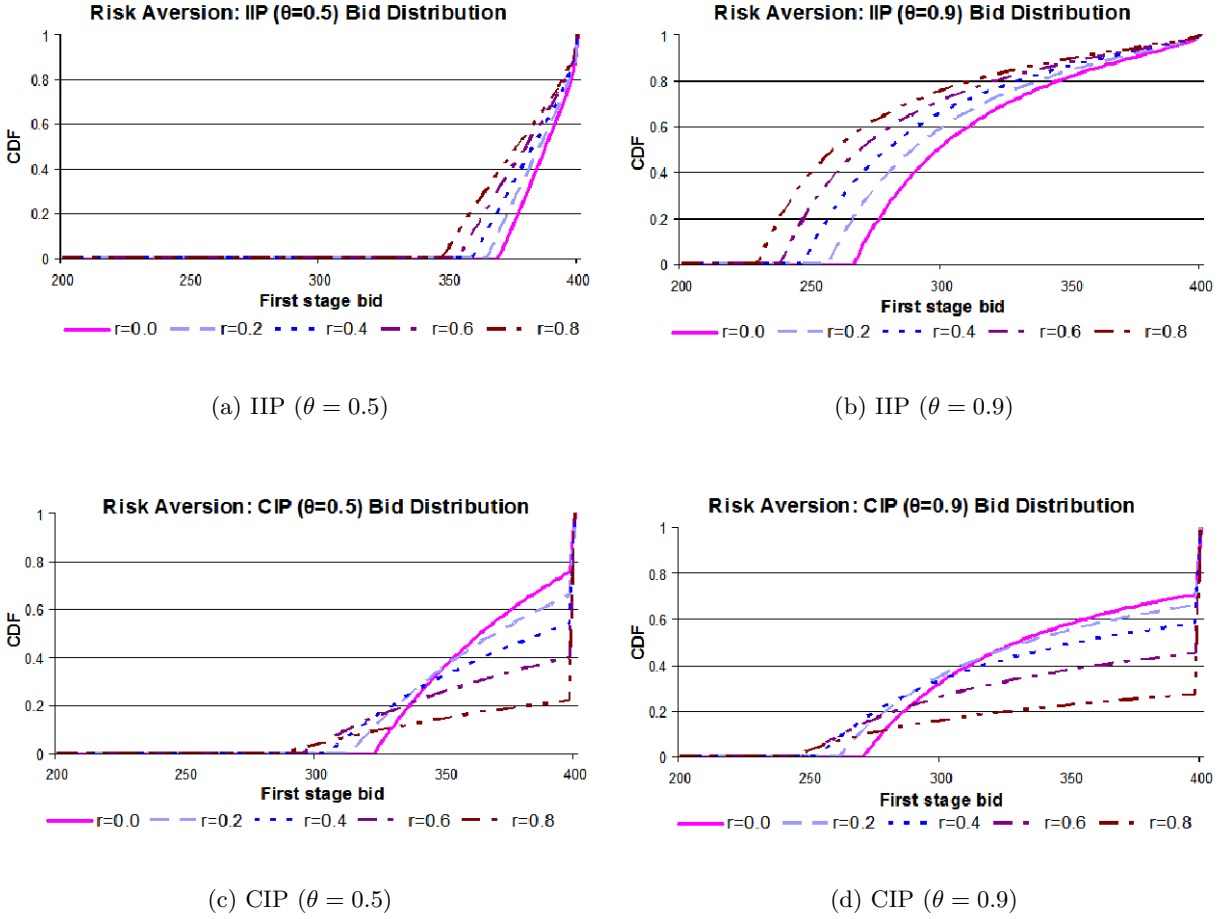 Risk Aversion: IIP (θ=0.5) Bid Distribution
1
0.8
0.6
0.4
0.2
0
CDF
200
250
300
350
400
First stage bid
r=0.0
r=0.2
r=0.4
r=0.6
r=0.8
(a) IIP (θ = 0.5)
Risk Aversion: IIP (θ=0.9) Bid Distribution
1
0.8
0.6
0.4
0.2
0
CDF
200
250
300
350
400
First stage bid
r=0.0
r=0.2
r=0.4
r=0.6
r=0.8
(b) IIP (θ = 0.9)
Risk Aversion: CIP (θ=0.5) Bid Distribution
1
0.8
0.6
0.4
0.2
0
CDF
200
250
300
350
400
First stage bid
r=0.0
r=0.2
r=0.4
r=0.6
r=0.8
(c) CIP (θ = 0.5)
Risk Aversion: CIP (θ=0.9) Bid Distribution
1
0.8
0.6
0.4
0.2
0
CDF
200
250
300
350
400
First stage bid
r=0.0
r=0.2
r=0.4
r=0.6
r=0.8
(d) CIP (θ = 0.9)